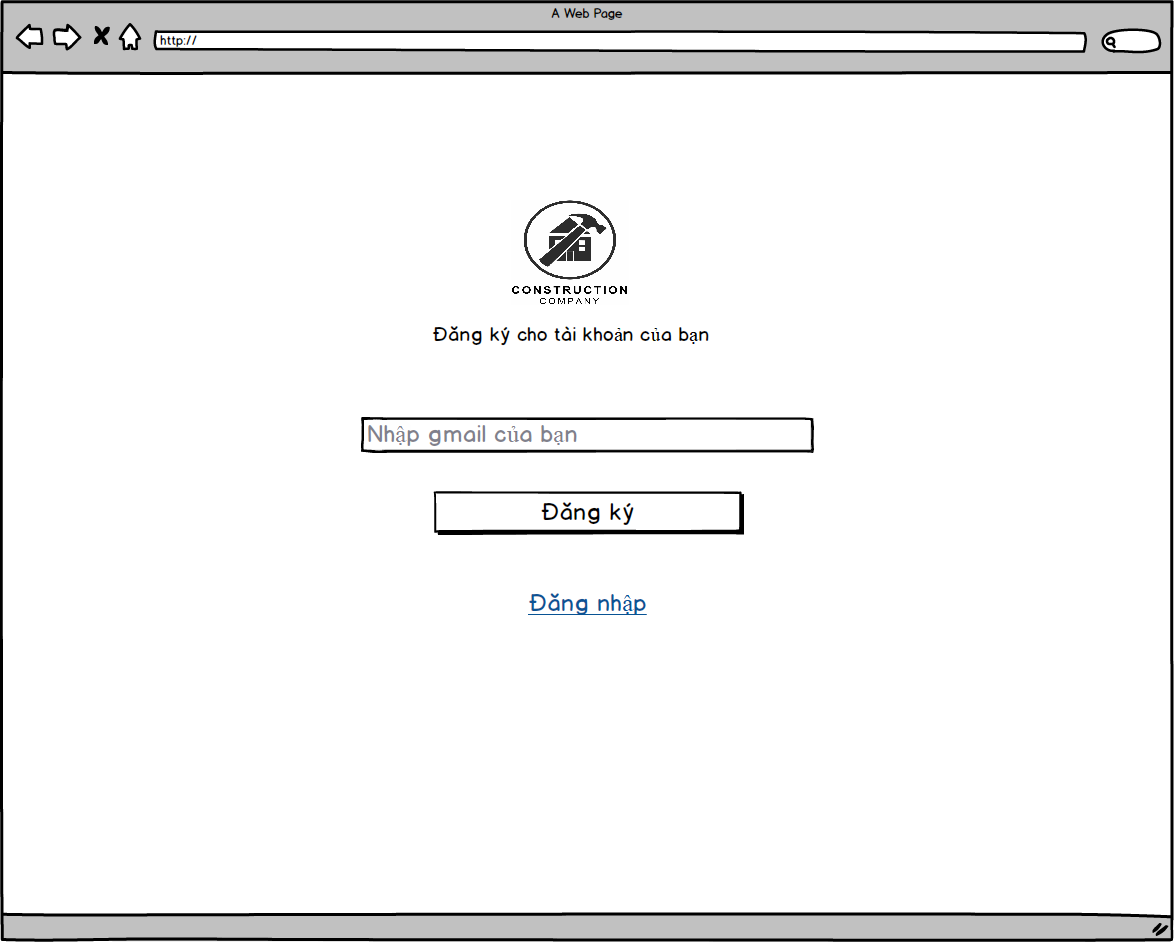 A Web Page
http://
CONSTRUCTION
COMPANY
Đăng ký cho tài khoản của bạn
Nhập gmail của bạn
Đăng ký
Đăng nhập